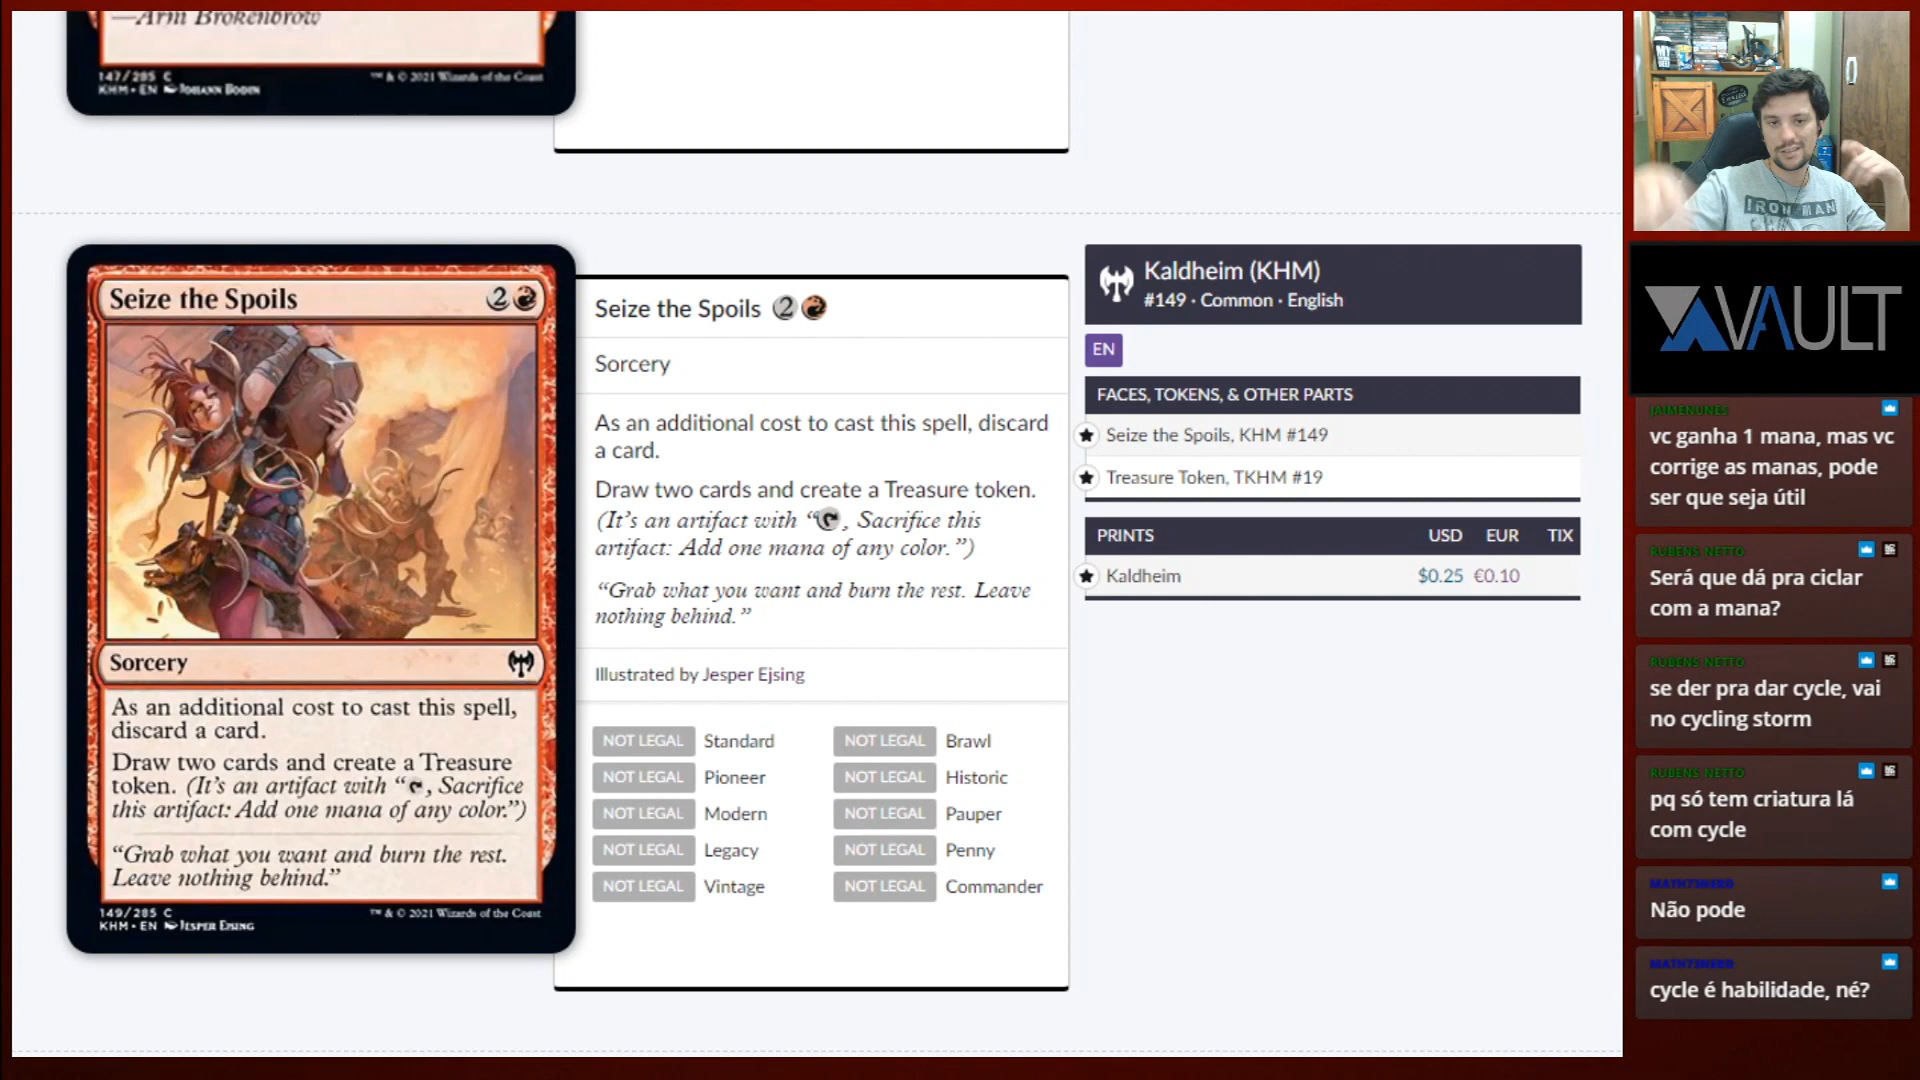 —Arni Brokenbrow
147/285 C
KHM • EN Johann Bodin
™ & © 2021 Wizards of the Coast
Seize the Spoils 2
Sorcery
As an additional cost to cast this spell,
discard a card.
Draw two cards and create a Treasure
token. (It's an artifact with “, Sacrifice
this artifact: Add one mana of any color.”)
“Grab what you want and burn the rest.
Leave nothing behind.”
149/285 C
KHM • EN Jesper Ejsing
™ & © 2021 Wizards of the Coast
Seize the Spoils 2
Sorcery
As an additional cost to cast this spell, discard
a card.
Draw two cards and create a Treasure token.
(It's an artifact with “, Sacrifice this
artifact: Add one mana of any color.”)
“Grab what you want and burn the rest. Leave
nothing behind.”
Illustrated by Jesper Ejsing
NOT LEGAL Standard NOT LEGAL Brawl
NOT LEGAL Pioneer NOT LEGAL Historic
NOT LEGAL Modern NOT LEGAL Pauper
NOT LEGAL Legacy NOT LEGAL Penny
NOT LEGAL Vintage NOT LEGAL Commander
Kaldheim (KHM)
#149 · Common · English
EN
FACES, TOKENS, & OTHER PARTS
Seize the Spoils, KHM #149
Treasure Token, TKHM #19
PRINTS USD EUR TIX
Kaldheim $0.25 €0.10
IRON MAN
VAULT
JAIMENUNES
vc ganha 1 mana, mas vc
corrige as manas, pode
ser que seja útil
RUBENS NETTO
Será que dá pra ciclar
com a mana?
RUBENS NETTO
se der pra dar cycle, vai
no cycling storm
RUBENS NETTO
pq só tem criatura lá
com cycle
Não pode
cycle é habilidade, né?